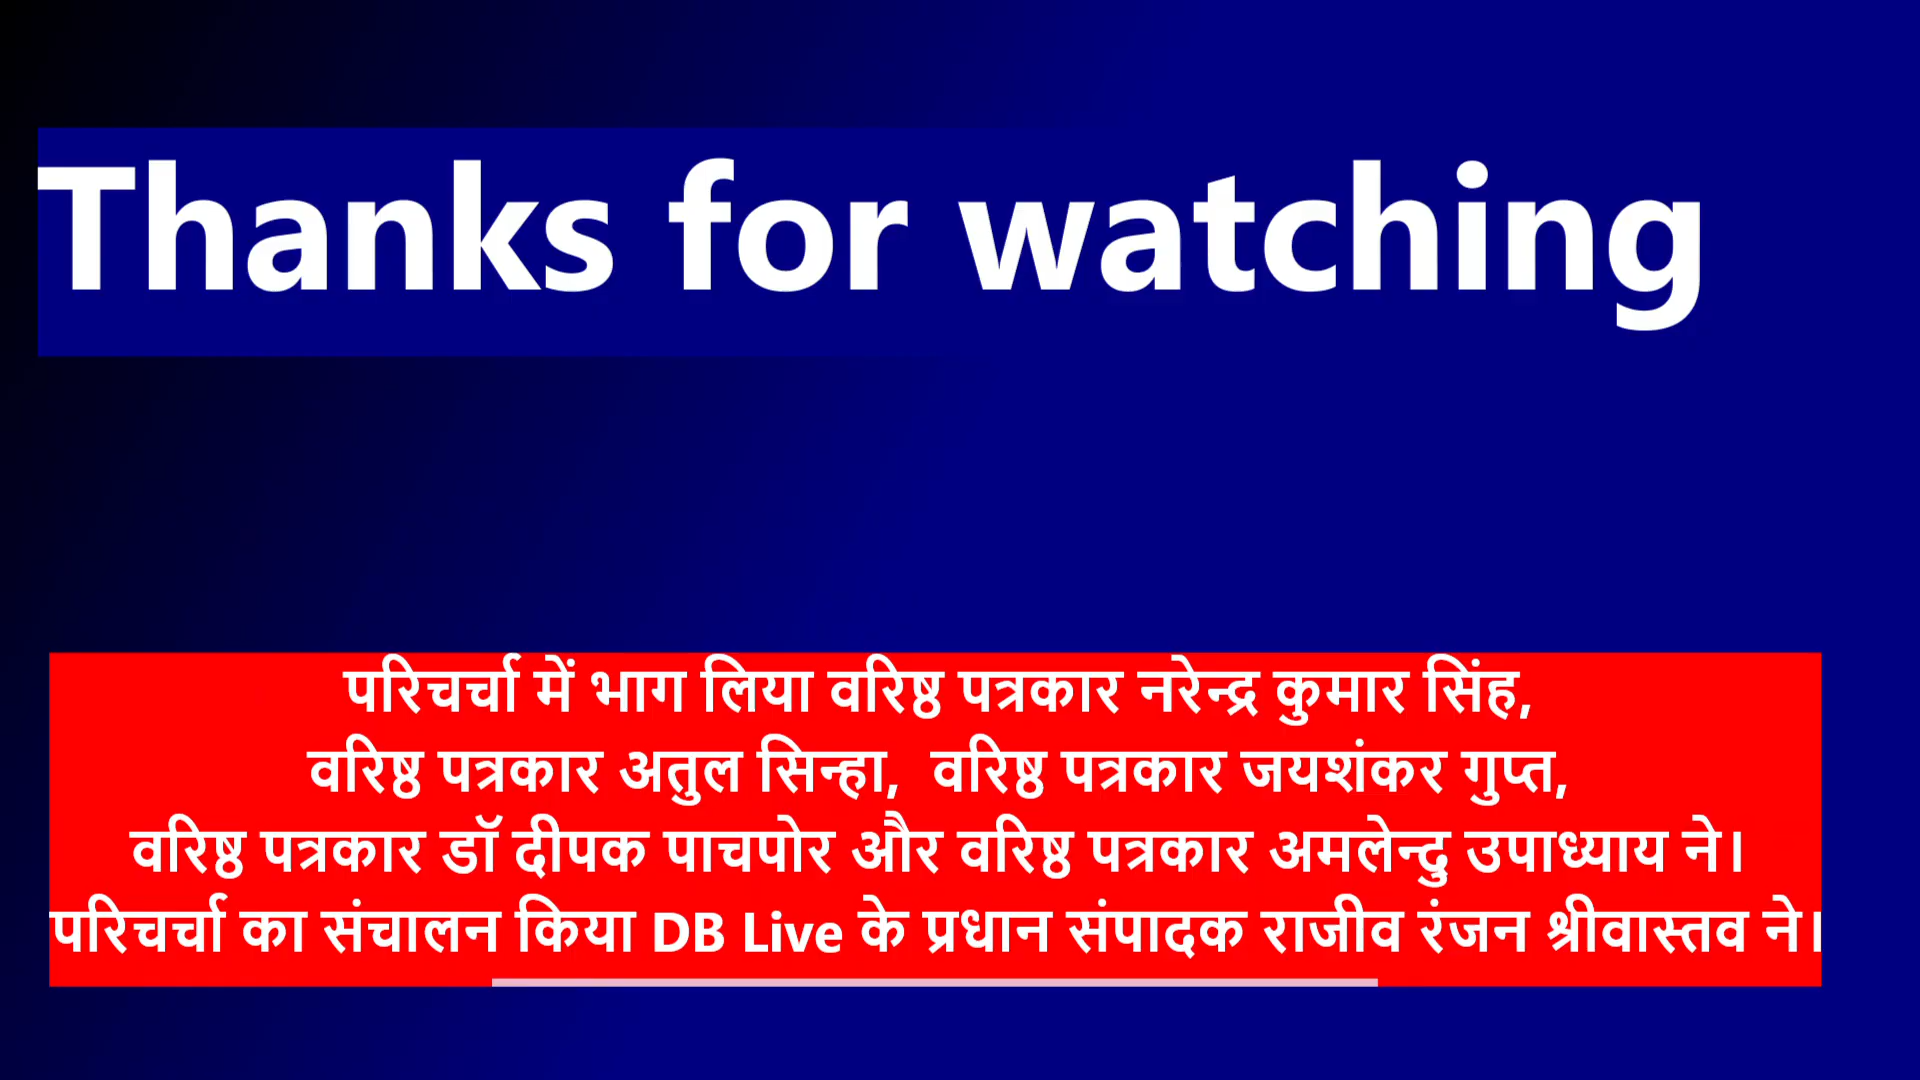 Thanks for watching
परिचर्चा में भाग लिया वरिष्ठ पत्रकार नरेन्द्र कुमार सिंह,
वरिष्ठ पत्रकार अतुल सिन्हा, वरिष्ठ पत्रकार जयशंकर गुप्त,
वरिष्ठ पत्रकार डॉ दीपक पाचपोर और वरिष्ठ पत्रकार अमलेन्दु उपाध्याय ने।
परिचर्चा का संचालन किया DB Live के प्रधान संपादक राजीव रंजन श्रीवास्तव ने।